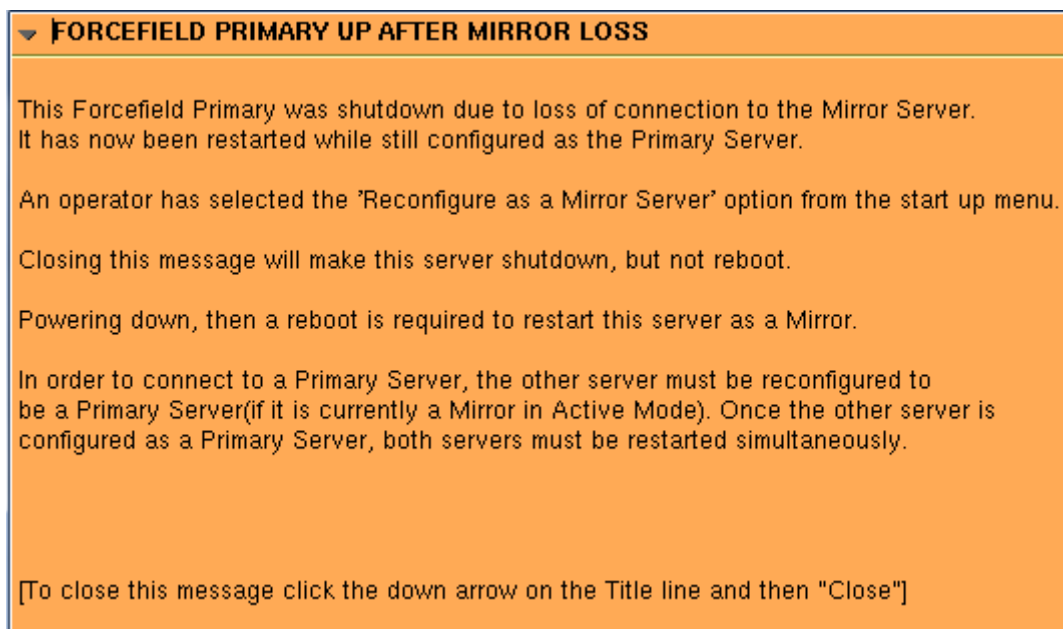 FORCEFIELD PRIMARY UP AFTER MIRROR LOSS
This Forcefield Primary was shutdown due to loss of connection to the Mirror Server.
It has now been restarted while still configured as the Primary Server.
An operator has selected the 'Reconfigure as a Mirror Server' option from the start up menu.
Closing this message will make this server shutdown, but not reboot.
Powering down, then a reboot is required to restart this server as a Mirror.
In order to connect to a Primary Server, the other server must be reconfigured to
be a Primary Server(if it is currently a Mirror in Active Mode). Once the other server is
configured as a Primary Server, both servers must be restarted simultaneously.
[To close this message click the down arrow on the Title line and then "Close"]